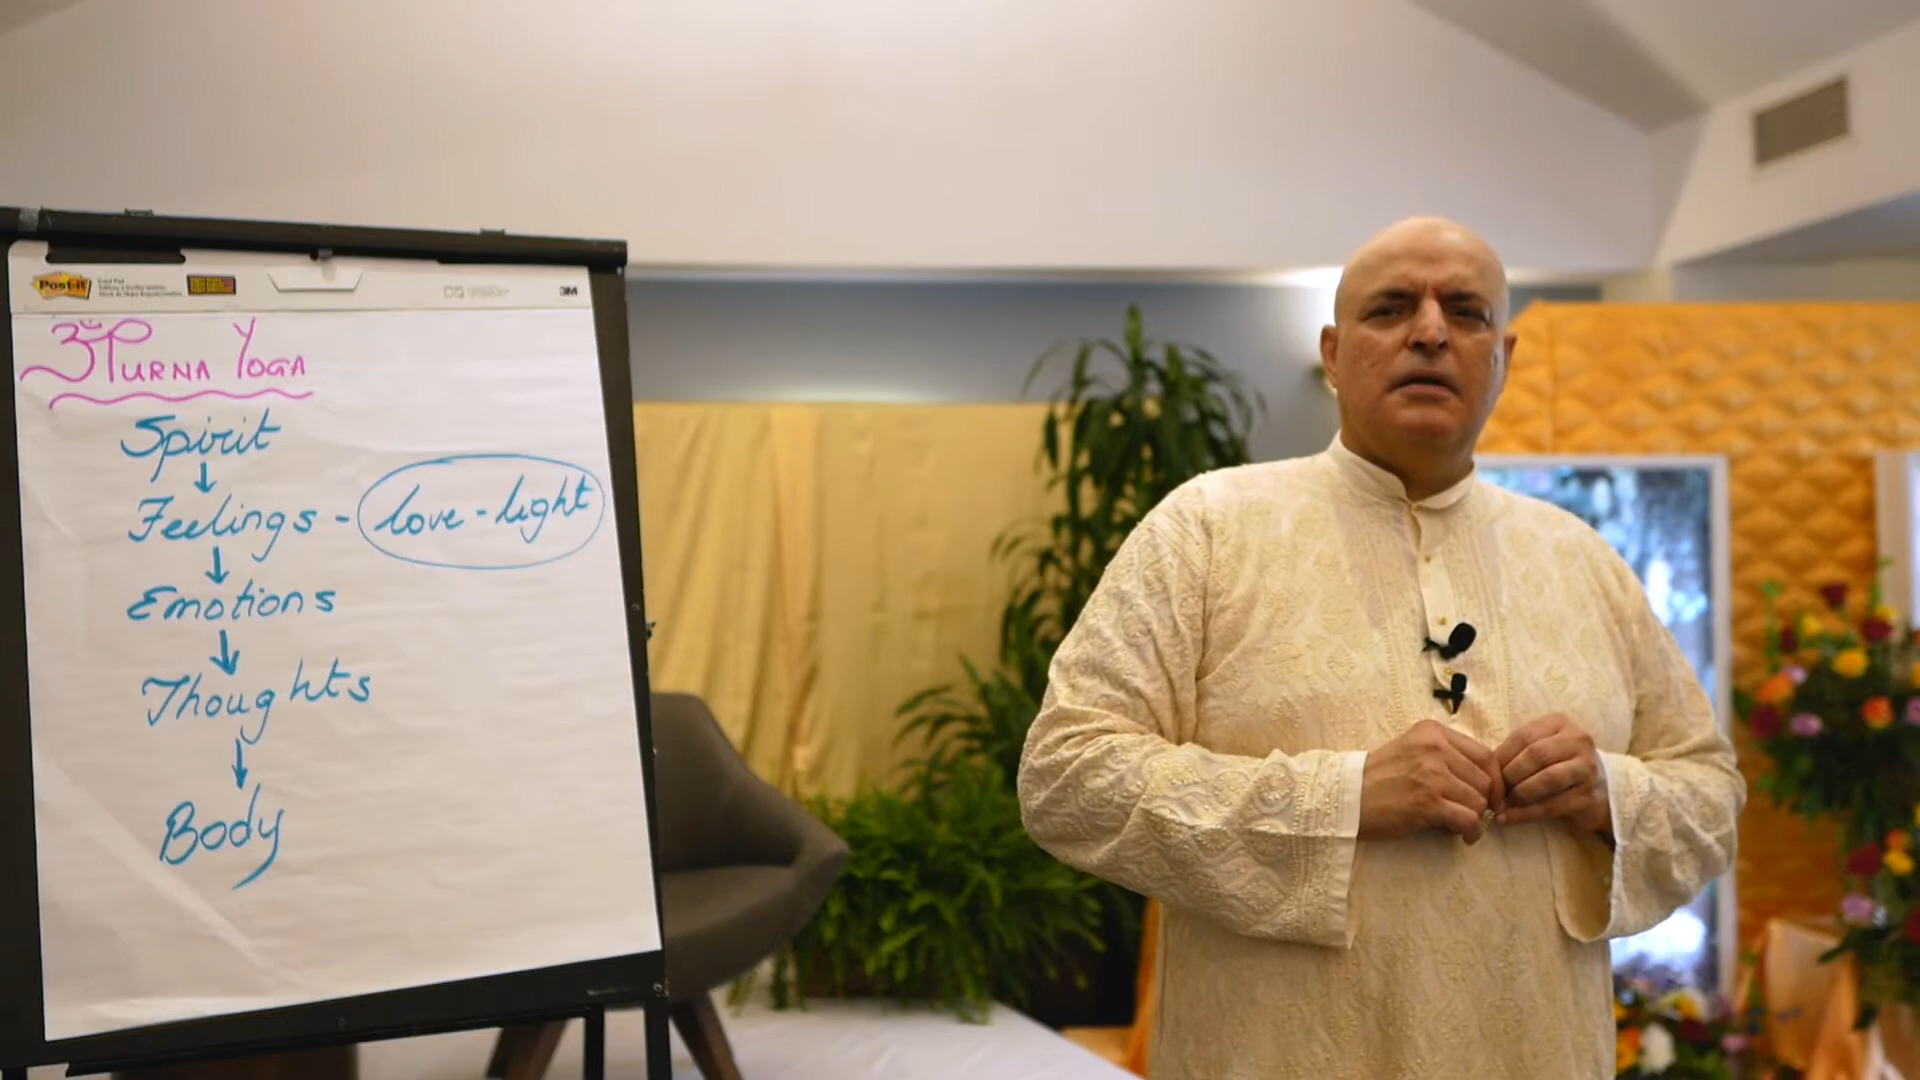 Post-it
3M
ॐ PURNA YOGA
Spirit
↓
Feelings - love - light
↓
Emotions
↓
Thoughts
↓
Body